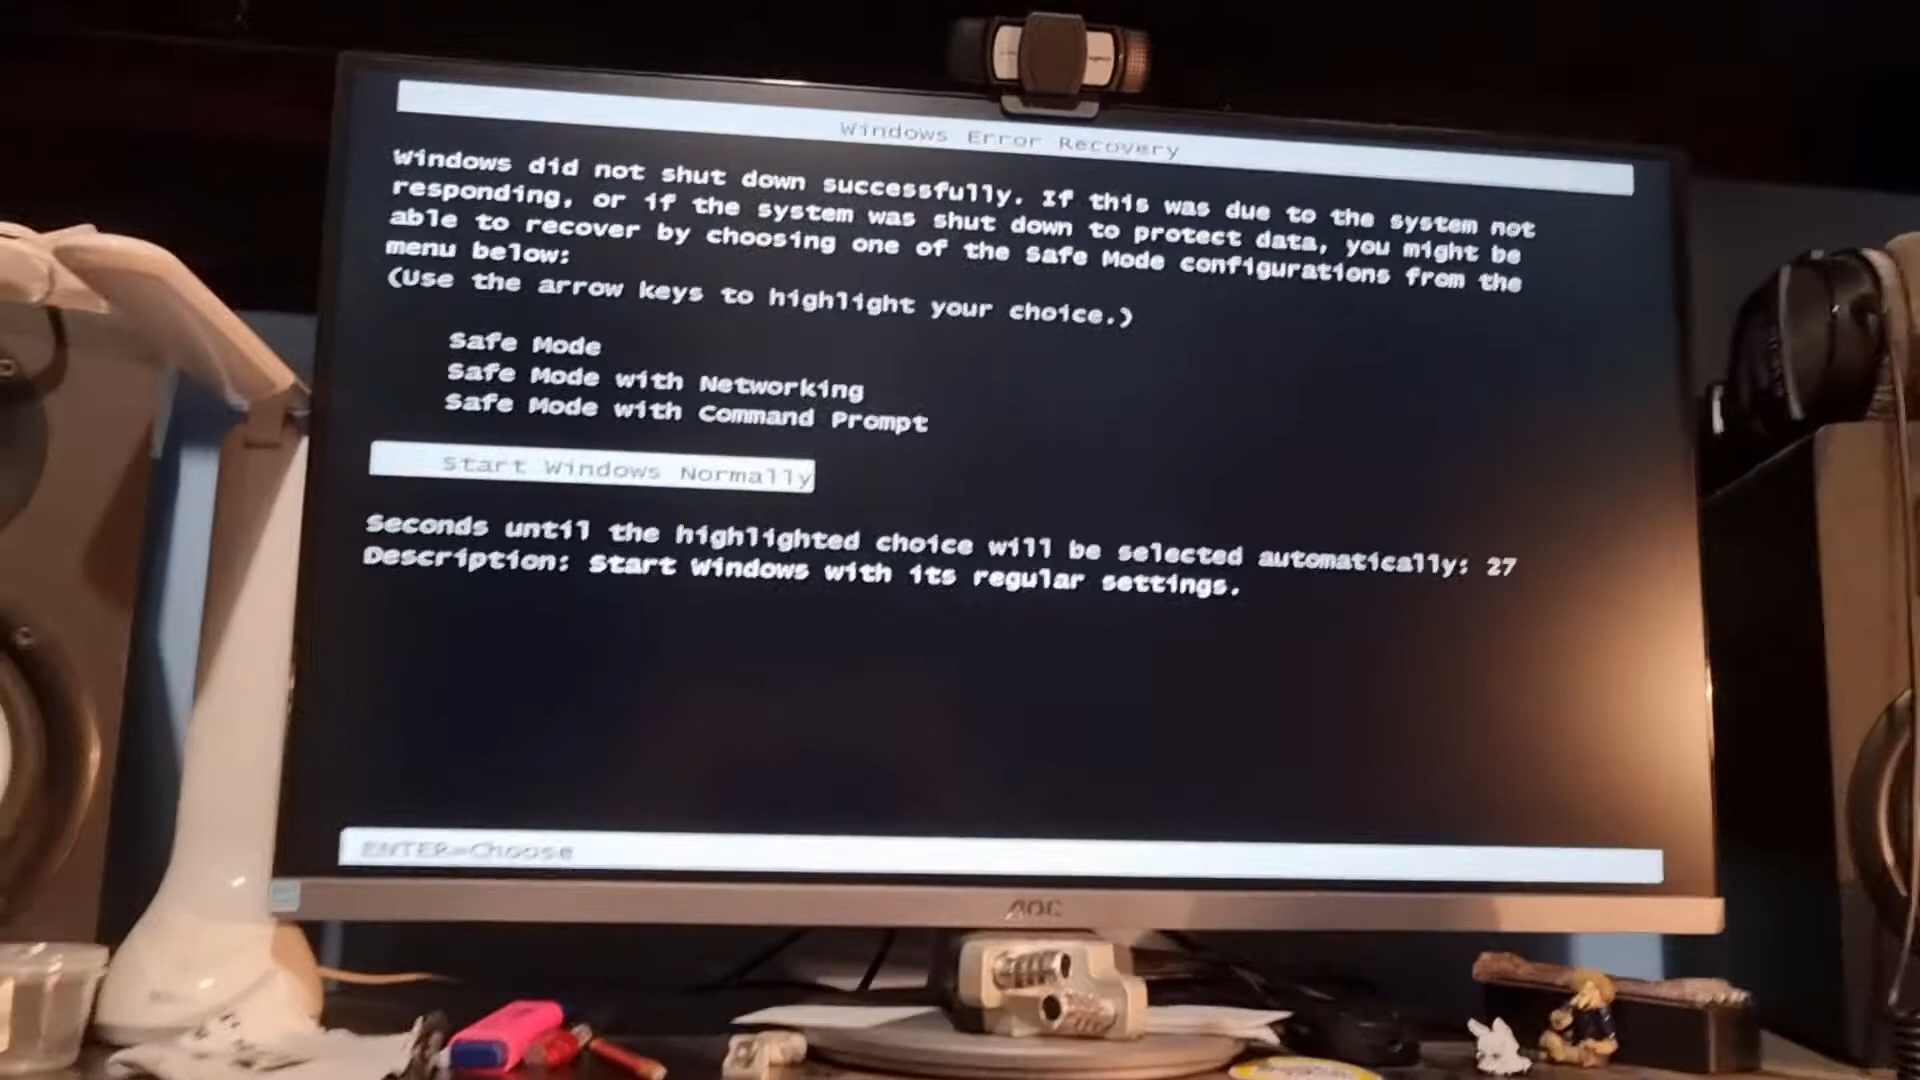 Windows Error Recovery
Windows did not shut down successfully. If this was due to the system not
responding, or if the system was shut down to protect data, you might be
able to recover by choosing one of the Safe Mode configurations from the
menu below:
(Use the arrow keys to highlight your choice.)
Safe Mode
Safe Mode with Networking
Safe Mode with Command Prompt
Start Windows Normally
Seconds until the highlighted choice will be selected automatically: 27
Description: Start Windows with its regular settings.
ENTER=Choose
AOC